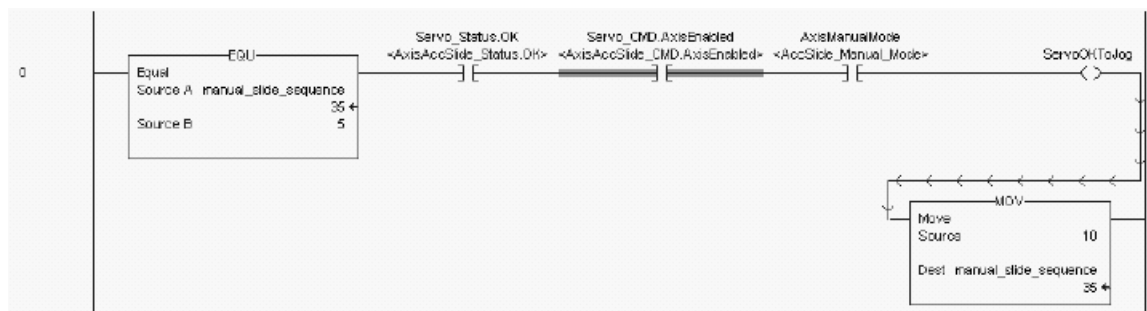 Servo_Status.OK Servo_CMD.AxisEnabled AxisManualMode
EQU <AxisAccSlide_Status.OK> <AxisAccSlide_CMD.AxisEnabled> <AccSlide_Manual_Mode> ServoOKToJog
0
Equal
Source A manual_slide_sequence
35
Source B 5
MOV
Move
Source 10
Dest manual_slide_sequence
35